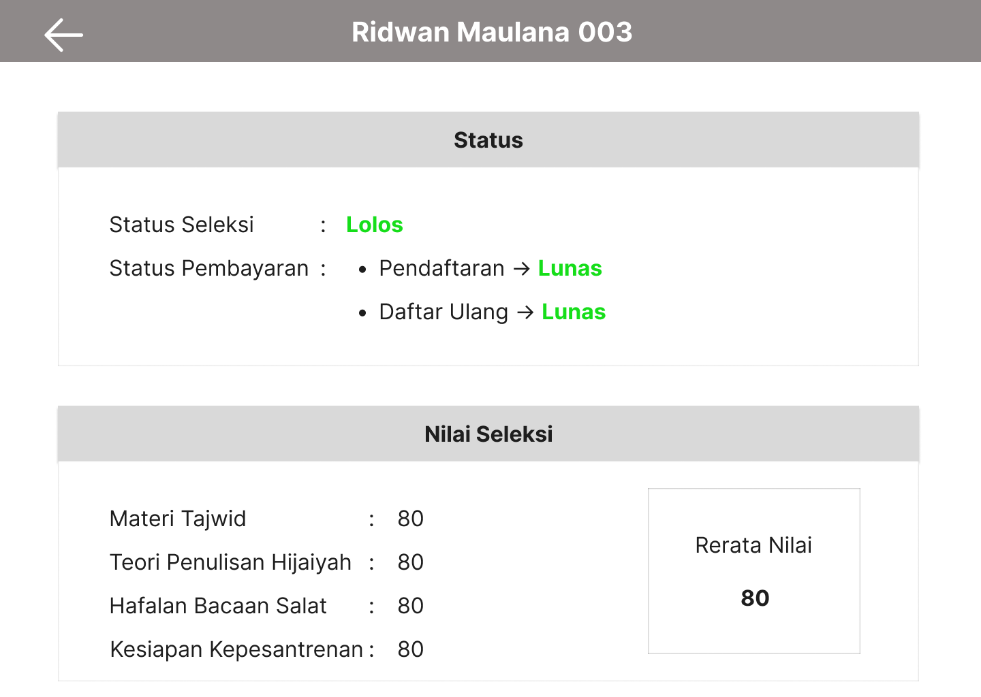 Ridwan Maulana 003
Status
Status Seleksi : Lolos
Status Pembayaran : • Pendaftaran → Lunas
• Daftar Ulang → Lunas
Nilai Seleksi
Materi Tajwid : 80
Teori Penulisan Hijaiyah : 80
Hafalan Bacaan Salat : 80
Kesiapan Kepesantrenan : 80
Rerata Nilai
80